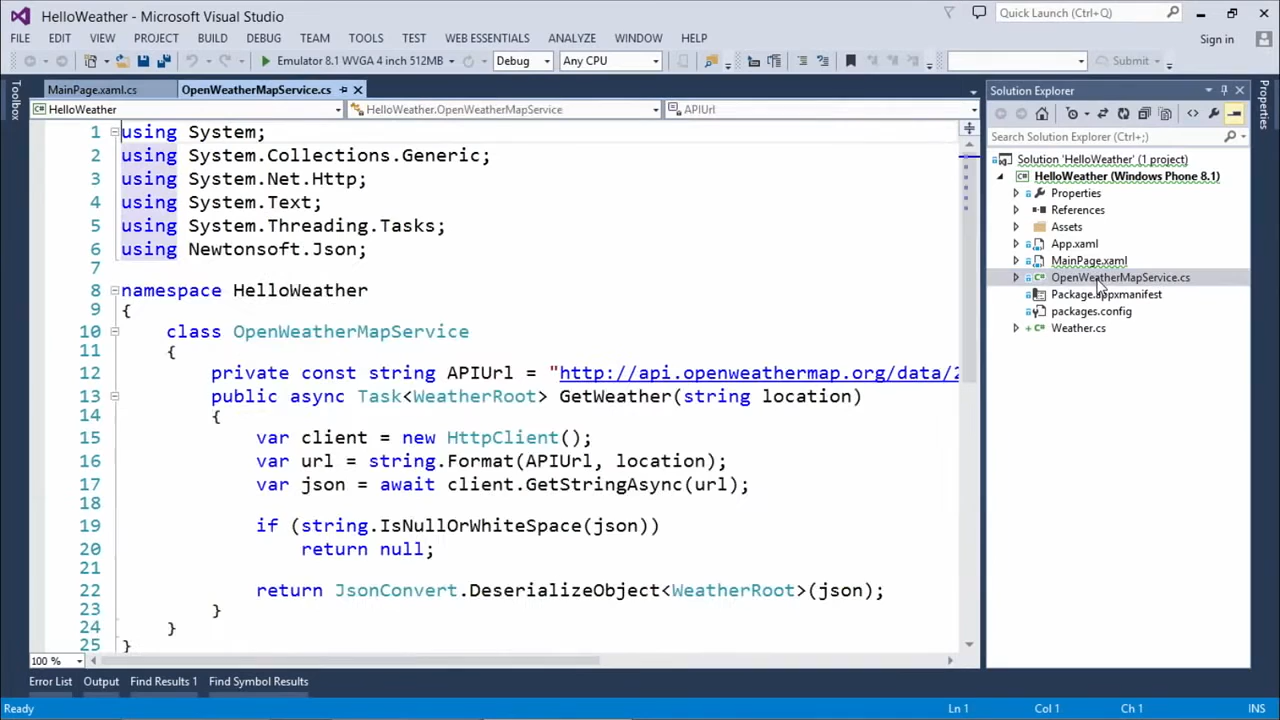 HelloWeather - Microsoft Visual Studio
Quick Launch (Ctrl+Q)
FILE EDIT VIEW PROJECT BUILD DEBUG TEAM TOOLS TEST WEB ESSENTIALS ANALYZE WINDOW HELP
Sign in
Emulator 8.1 WVGA 4 inch 512MB Debug Any CPU Submit
Toolbox
MainPage.xaml.cs OpenWeatherMapService.cs
HelloWeather HelloWeather.OpenWeatherMapService APIUrl
1 using System;
2 using System.Collections.Generic;
3 using System.Net.Http;
4 using System.Text;
5 using System.Threading.Tasks;
6 using Newtonsoft.Json;
7
8 namespace HelloWeather
9 {
10 class OpenWeatherMapService
11 {
12 private const string APIUrl = "http://api.openweathermap.org/data/2
13 public async Task<WeatherRoot> GetWeather(string location)
14 {
15 var client = new HttpClient();
16 var url = string.Format(APIUrl, location);
17 var json = await client.GetStringAsync(url);
18
19 if (string.IsNullOrWhiteSpace(json))
20 return null;
21
22 return JsonConvert.DeserializeObject<WeatherRoot>(json);
23 }
24 }
25 }
100 %
Solution Explorer
Search Solution Explorer (Ctrl+;)
Solution 'HelloWeather' (1 project)
HelloWeather (Windows Phone 8.1)
Properties
References
Assets
App.xaml
MainPage.xaml
OpenWeatherMapService.cs
Package.appxmanifest
packages.config
Weather.cs
Properties
Error List Output Find Results 1 Find Symbol Results
Ready Ln 1 Col 1 Ch 1 INS